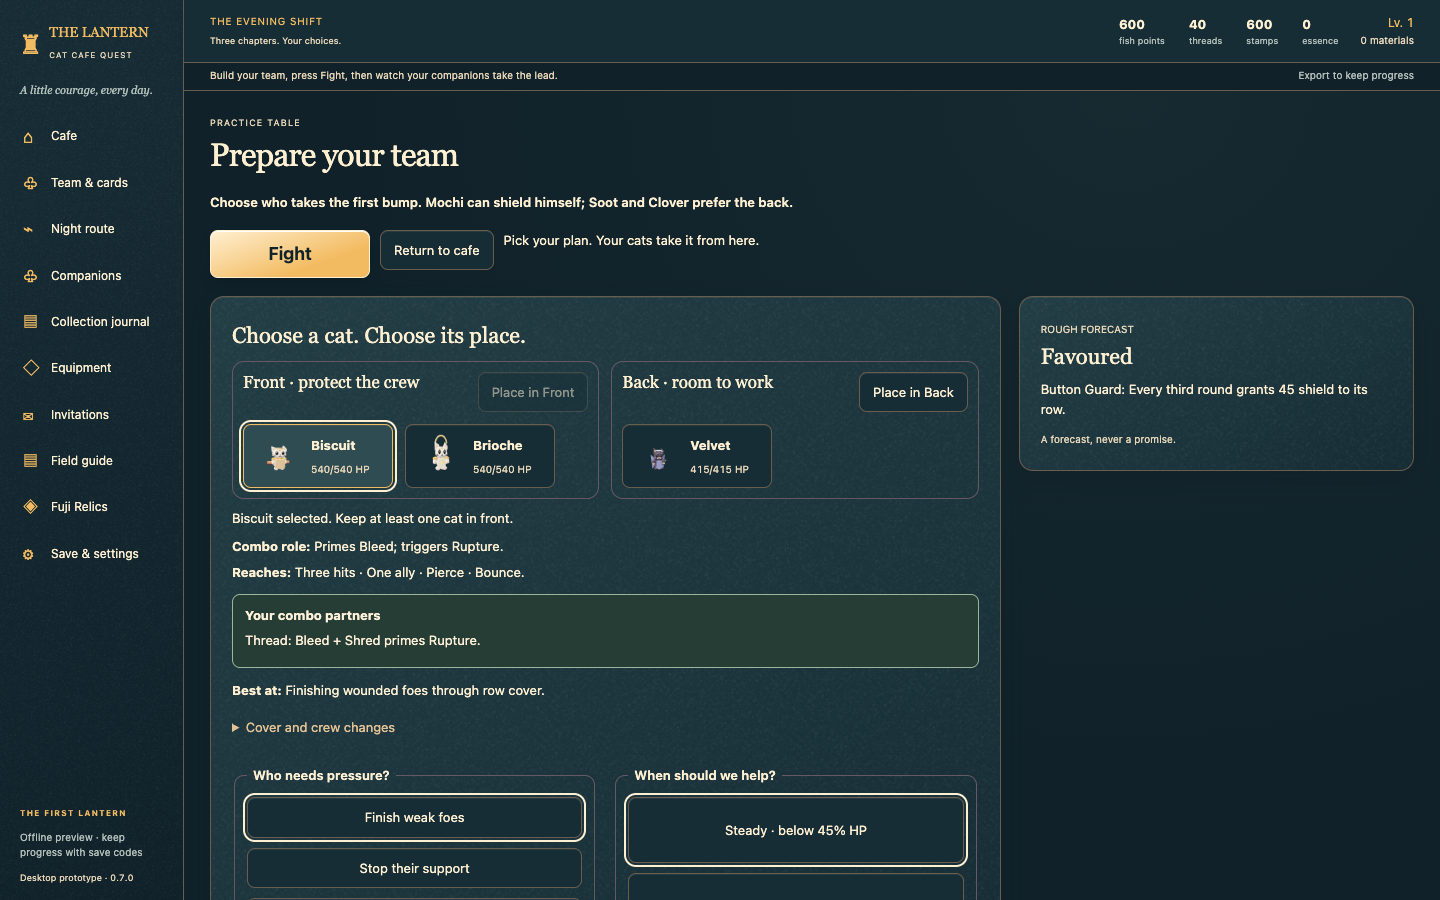 THE LANTERN
CAT CAFE QUEST
A little courage, every day.
Cafe
Team & cards
Night route
Companions
Collection journal
Equipment
Invitations
Field guide
Fuji Relics
Save & settings
THE FIRST LANTERN
Offline preview · keep
progress with save codes
Desktop prototype · 0.7.0
THE EVENING SHIFT
Three chapters. Your choices.
600 fish points
40 threads
600 stamps
0 essence
Lv. 1
0 materials
Build your team, press Fight, then watch your companions take the lead.
Export to keep progress
PRACTICE TABLE
Prepare your team
Choose who takes the first bump. Mochi can shield himself; Soot and Clover prefer the back.
Fight
Return to cafe
Pick your plan. Your cats take it from here.
Choose a cat. Choose its place.
Front · protect the crew
Place in Front
Biscuit
540/540 HP
Brioche
540/540 HP
Back · room to work
Place in Back
Velvet
415/415 HP
Biscuit selected. Keep at least one cat in front.
Combo role: Primes Bleed; triggers Rupture.
Reaches: Three hits · One ally · Pierce · Bounce.
Your combo partners
Thread: Bleed + Shred primes Rupture.
Best at: Finishing wounded foes through row cover.
Cover and crew changes
Who needs pressure?
Finish weak foes
Stop their support
When should we help?
Steady · below 45% HP
ROUGH FORECAST
Favoured
Button Guard: Every third round grants 45 shield to its
row.
A forecast, never a promise.